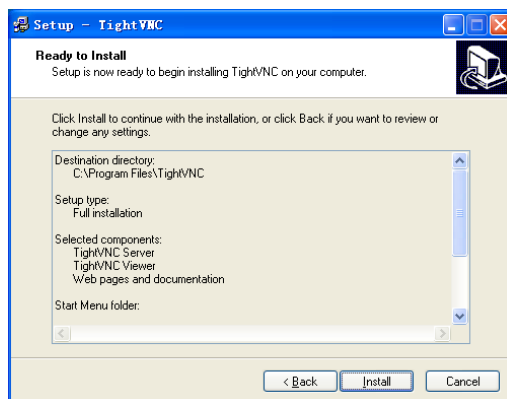 Setup - TightVNC
Ready to Install
Setup is now ready to begin installing TightVNC on your computer.
Click Install to continue with the installation, or click Back if you want to review or
change any settings.
Destination directory:
C:\Program Files\TightVNC
Setup type:
Full installation
Selected components:
TightVNC Server
TightVNC Viewer
Web pages and documentation
Start Menu folder:
< Back
Install
Cancel